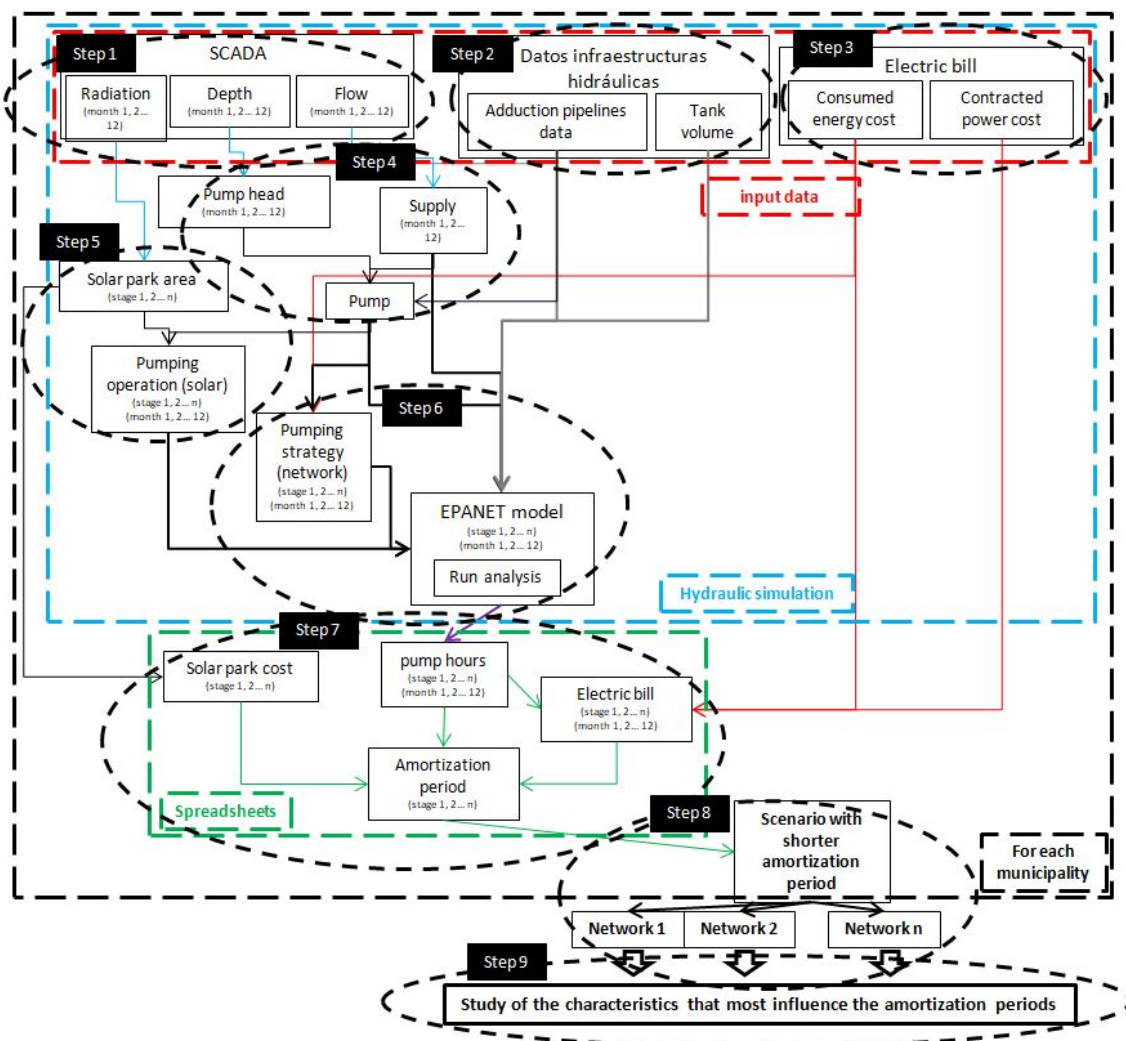 Step 1
SCADA
Radiation
(month 1, 2...
12)
Depth
(month 1, 2... 12)
Flow
(month 1, 2... 12)
Step 2
Datos infraestructuras
hidráulicas
Adduction pipelines
data
Tank
volume
Step 3
Electric bill
Consumed
energy cost
Contracted
power cost
Step 4
Pump head
(month 1, 2... 12)
Supply
(month 1, 2...
12)
input data
Step 5
Solar park area
(stage 1, 2... n)
Pump
Pumping
operation (solar)
(stage 1, 2... n)
(month 1, 2... 12)
Step 6
Pumping
strategy
(network)
(stage 1, 2... n)
(month 1, 2... 12)
EPANET model
(stage 1, 2... n)
(month 1, 2... 12)
Run analysis
Hydraulic simulation
Step 7
Solar park cost
(stage 1, 2... n)
pump hours
(stage 1, 2... n)
(month 1, 2... 12)
Electric bill
(stage 1, 2... n)
(month 1, 2... 12)
Amortization
period
(stage 1, 2... n)
Spreadsheets
Step 8
Scenario with
shorter
amortization
period
For each
municipality
Network 1
Network 2
Network n
Step 9
Study of the characteristics that most influence the amortization periods